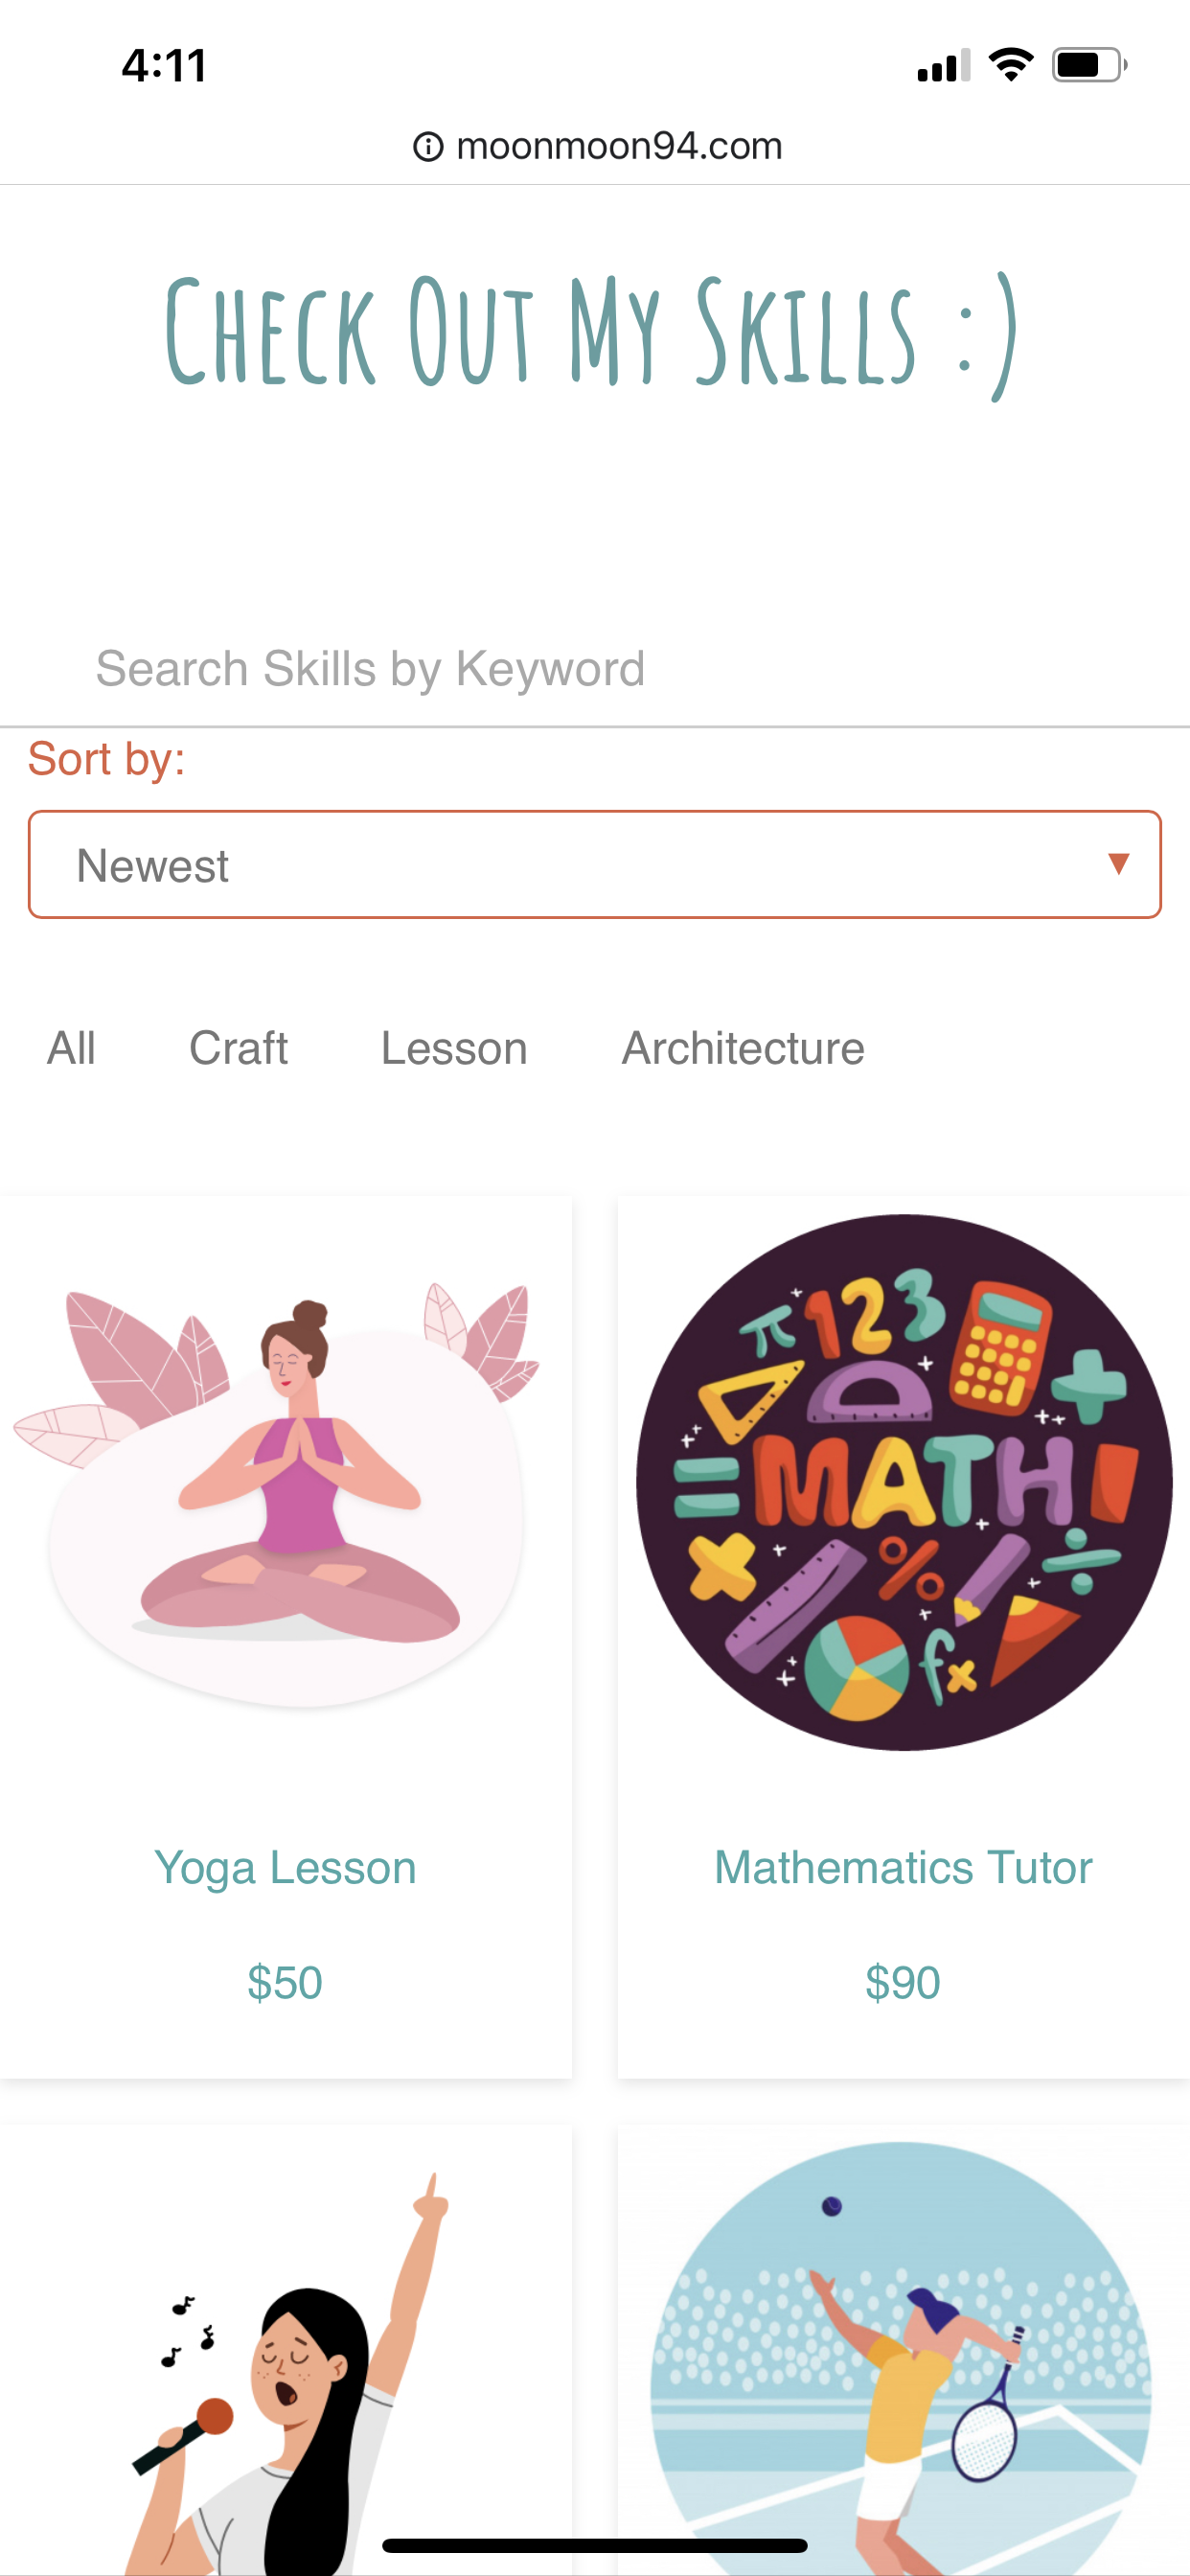 4:11
moonmoon94.com
Check Out My Skills :)
Search Skills by Keyword
Sort by:
Newest
All Craft Lesson Architecture
π 123
MATH
fx
Yoga Lesson
Mathematics Tutor
$50
$90